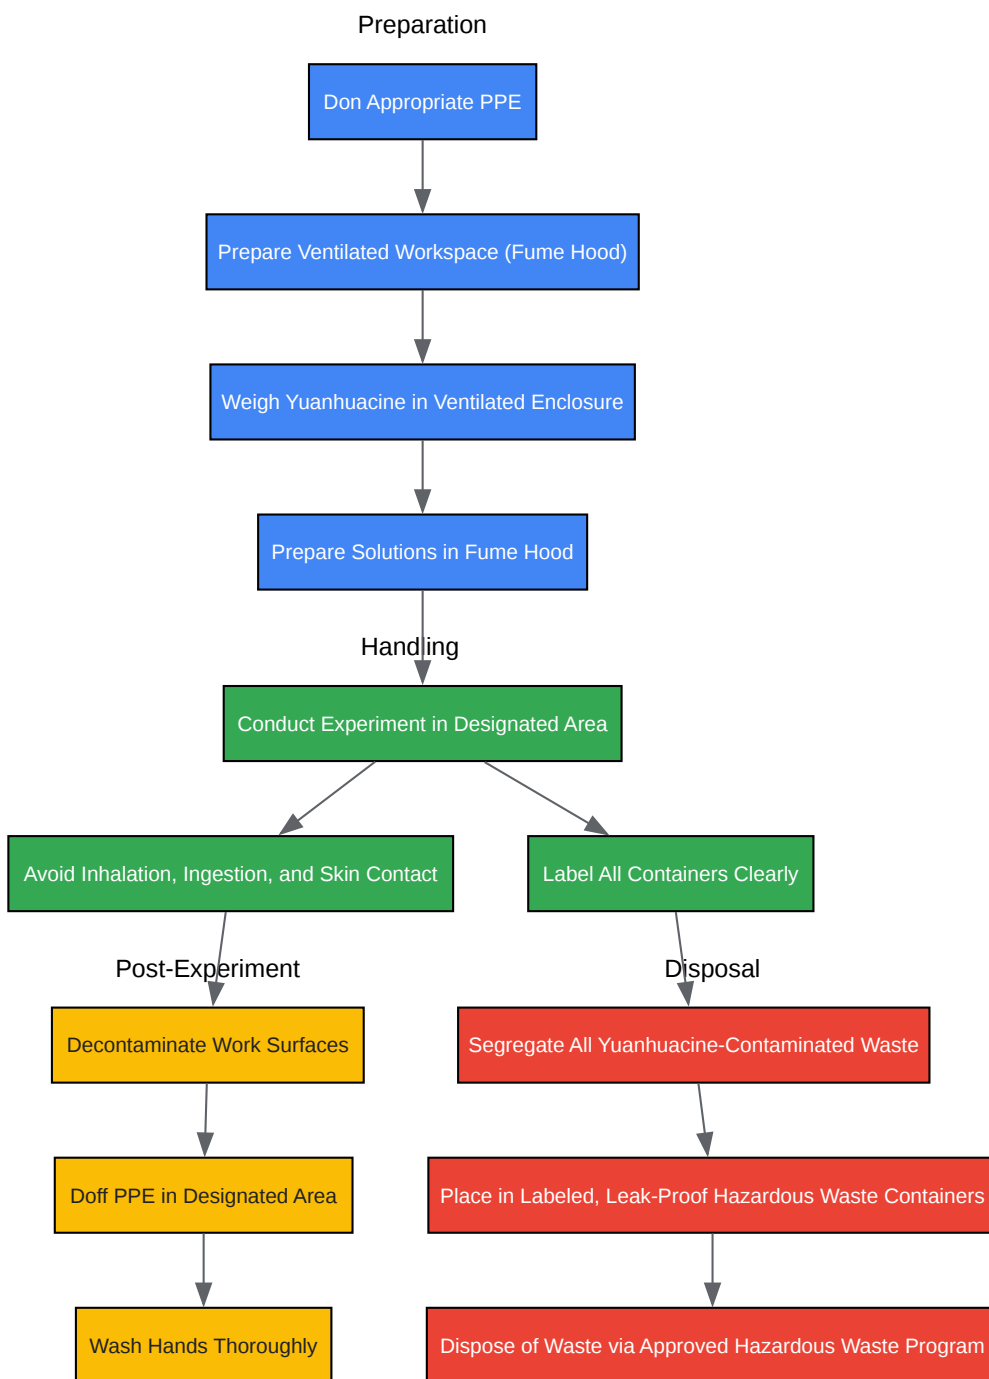 Preparation
Don Appropriate PPE
Prepare Ventilated Workspace (Fume Hood)
Weigh Yuanhuacine in Ventilated Enclosure
Prepare Solutions in Fume Hood
Handling
Conduct Experiment in Designated Area
Avoid Inhalation, Ingestion, and Skin Contact
Label All Containers Clearly
Post-Experiment
Disposal
Decontaminate Work Surfaces
Segregate All Yuanhuacine-Contaminated Waste
Doff PPE in Designated Area
Place in Labeled, Leak-Proof Hazardous Waste Containers
Wash Hands Thoroughly
Dispose of Waste via Approved Hazardous Waste Program